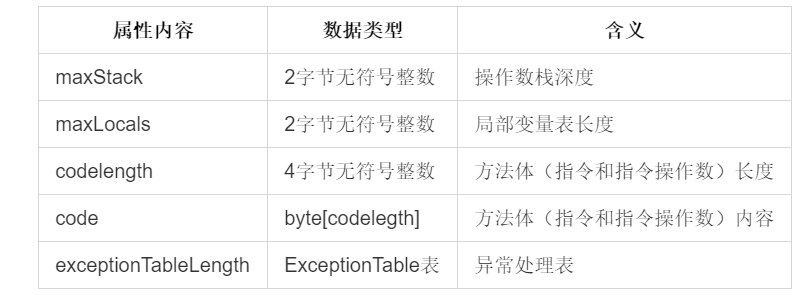 属性内容 数据类型 含义
maxStack 2字节无符号整数 操作数栈深度
maxLocals 2字节无符号整数 局部变量表长度
codelength 4字节无符号整数 方法体（指令和指令操作数）长度
code byte[codelegth] 方法体（指令和指令操作数）内容
exceptionTableLength ExceptionTable表 异常处理表